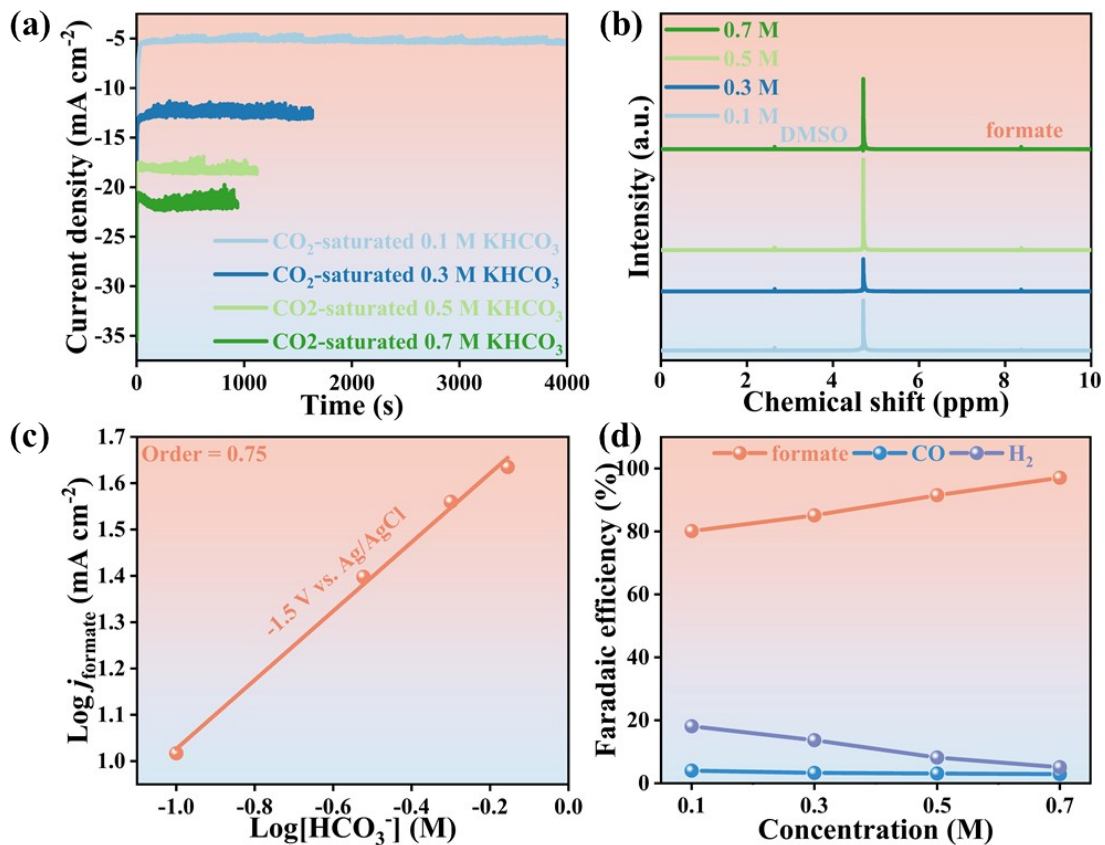 (a)
Current density (mA cm⁻²)
-5
-10
-15
-20
-25
-30
-35
CO₂-saturated 0.1 M KHCO₃
CO₂-saturated 0.3 M KHCO₃
CO2-saturated 0.5 M KHCO₃
CO2-saturated 0.7 M KHCO₃
0
1000
2000
3000
4000
Time (s)
(b)
Intensity (a.u.)
0.7 M
0.5 M
0.3 M
0.1 M
DMSO
formate
0
2
4
6
8
10
Chemical shift (ppm)
(c)
Log j formate (mA cm⁻²)
1.7
1.6
1.5
1.4
1.3
1.2
1.1
1.0
Order = 0.75
-1.5 V vs. Ag/AgCl
-1.0
-0.8
-0.6
-0.4
-0.2
0.0
Log[HCO₃⁻] (M)
(d)
Faradaic efficiency (%)
100
80
60
40
20
0
formate
CO
H₂
0.1
0.3
0.5
0.7
Concentration (M)